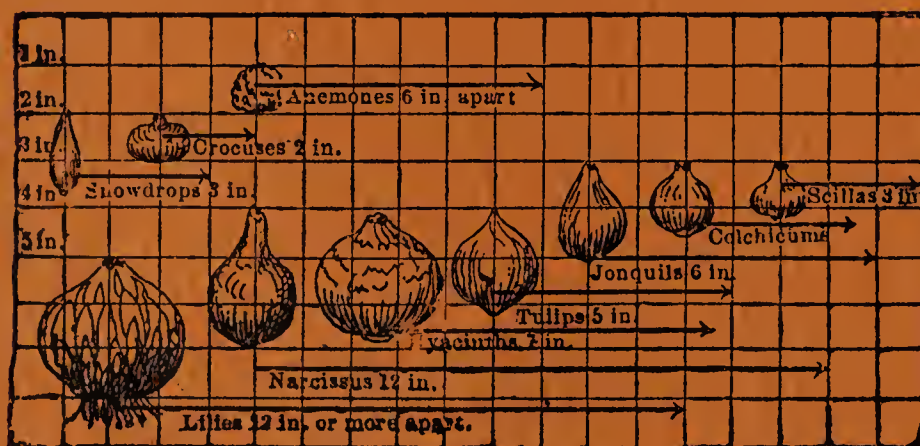 1 in.
2 in.
Anemones 6 in. apart
3 in
Crocuses 2 in.
4 in.
Snowdrops 3 in.
Scillas 3 in
Colchicums
5 in.
Jonquils 6 in.
Tulips 5 in.
Hyacinths 7 in.
Narcissus 12 in.
Lilies 12 in. or more apart.